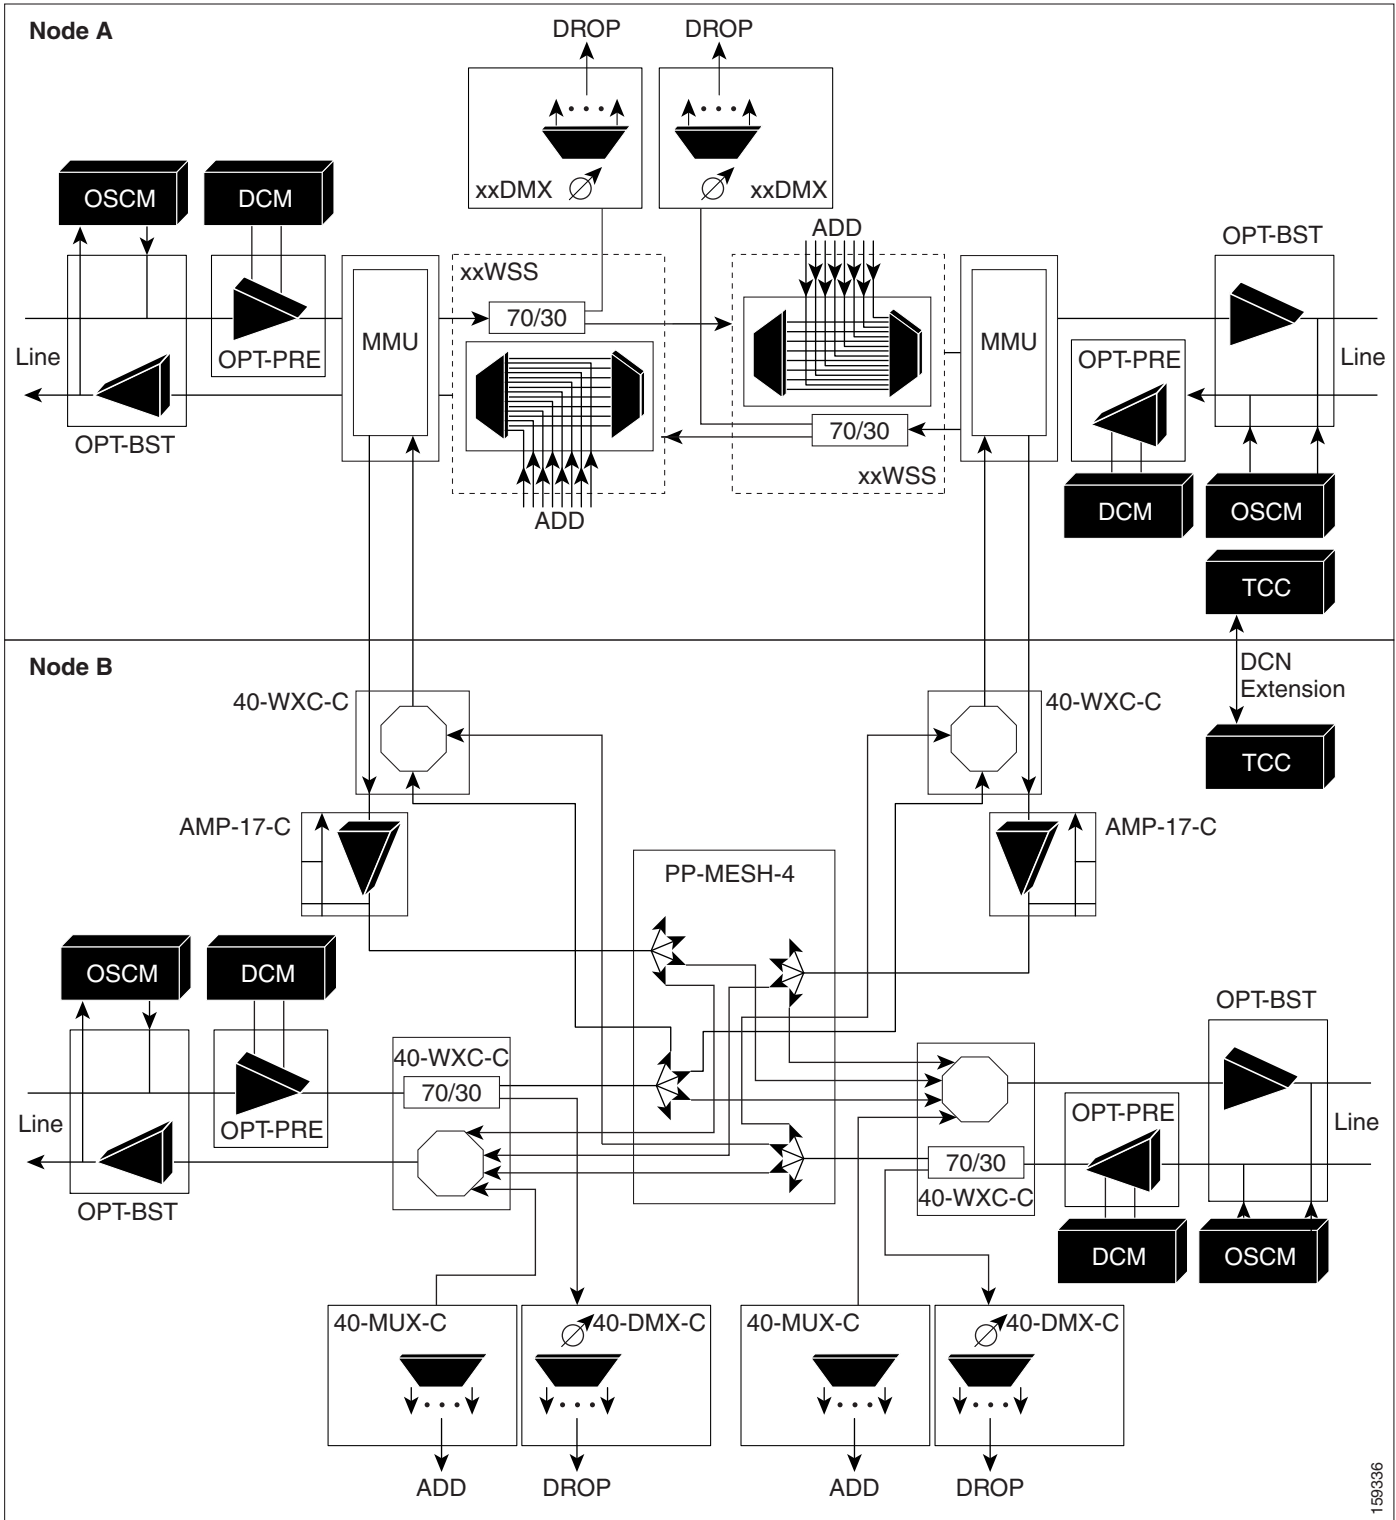 Node A
DROP
DROP
xxDMX
xxDMX
OSCM
DCM
ADD
OPT-BST
xxWSS
70/30
MMU
MMU
OPT-PRE
OPT-PRE
Line
Line
OPT-BST
70/30
xxWSS
DCM
OSCM
ADD
TCC
Node B
DCN
Extension
40-WXC-C
40-WXC-C
TCC
AMP-17-C
AMP-17-C
PP-MESH-4
OSCM
DCM
OPT-BST
40-WXC-C
70/30
OPT-PRE
OPT-PRE
Line
Line
70/30
40-WXC-C
OPT-BST
DCM
OSCM
40-MUX-C
40-DMX-C
40-MUX-C
40-DMX-C
ADD
DROP
ADD
DROP
159336